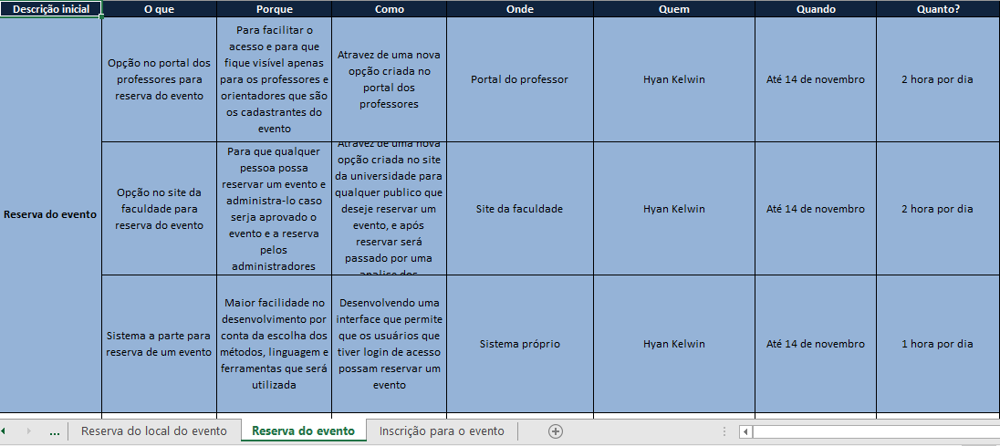 Descrição inicial O que Porque Como Onde Quem Quando Quanto?
Reserva do evento
Opção no portal dos
professores para
reserva do evento
Para facilitar o
acesso e para que
fique visível apenas
para os professores e
orientadores que são
os cadastrantes do
evento
Atravez de uma nova
opção criada no
portal dos
professores
Portal do professor
Hyan Kelwin
Até 14 de novembro
2 hora por dia
Opção no site da
faculdade para
reserva do evento
Para que qualquer
pessoa possa
reservar um evento e
administra-lo caso
serja aprovado o
evento e a reserva
pelos
administradores
Atravez de uma nova
opção criada no site
da universidade para
qualquer publico que
deseje reservar um
evento, e após
reservar será
passado por uma
analise dos
Site da faculdade
Hyan Kelwin
Até 14 de novembro
2 hora por dia
Sistema a parte para
reserva de um evento
Maior facilidade no
desenvolvimento por
conta da escolha dos
métodos, linguagem e
ferramentas que será
utilizada
Desenvolvendo uma
interface que permite
que os usuários que
tiver login de acesso
possam reservar um
evento
Sistema próprio
Hyan Kelwin
Até 14 de novembro
1 hora por dia
... Reserva do local do evento Reserva do evento Inscrição para o evento